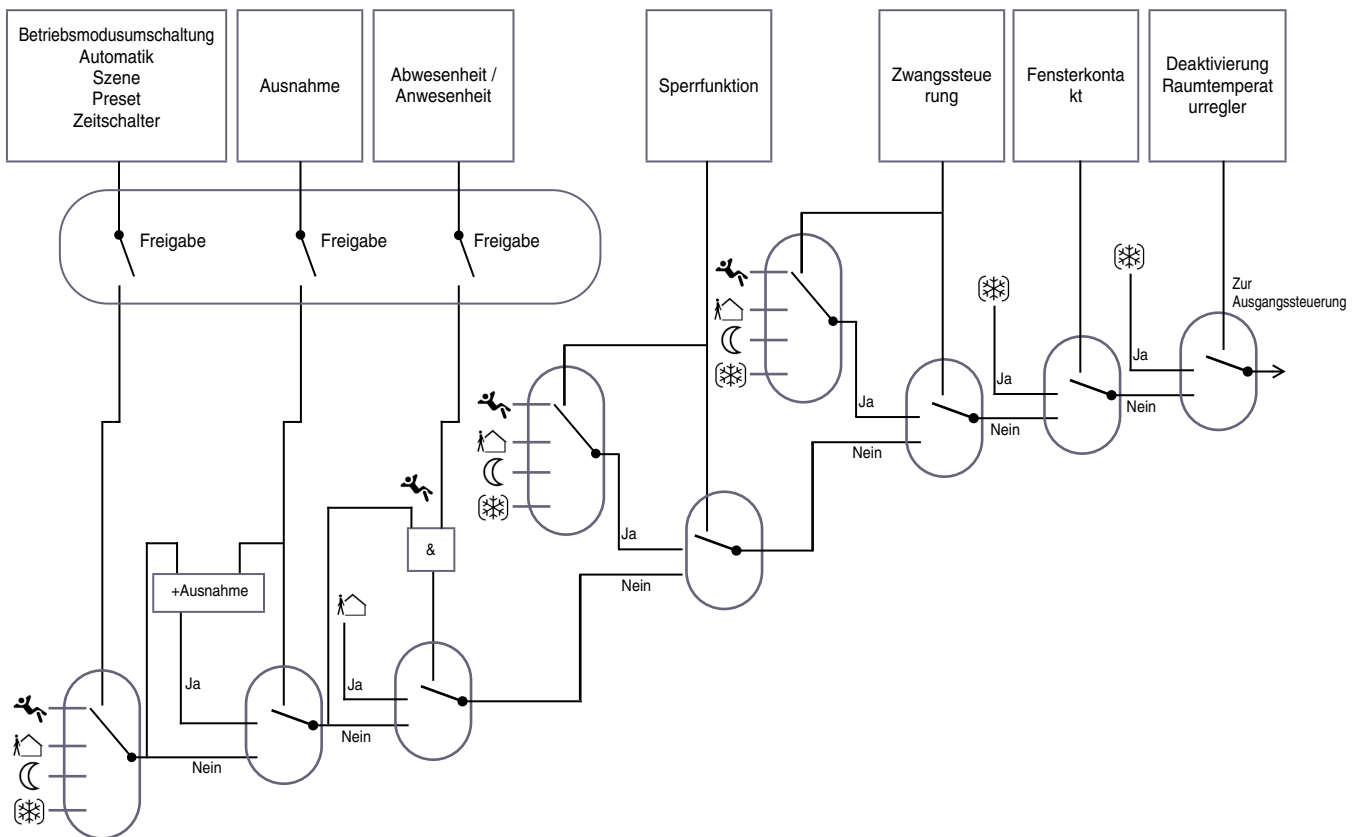 Betriebsmodusumschaltung
Automatik
Szene
Preset
Zeitschalter
Ausnahme
Abwesenheit /
Anwesenheit
Sperrfunktion
Zwangssteue
rung
Fensterkonta
kt
Deaktivierung
Raumtemperat
urregler
Freigabe
Freigabe
Freigabe
Zur
Ausgangssteuerung
Ja
Nein
Ja
Nein
Ja
Nein
Ja
Nein
&
+Ausnahme
Ja
Nein
Ja
Nein